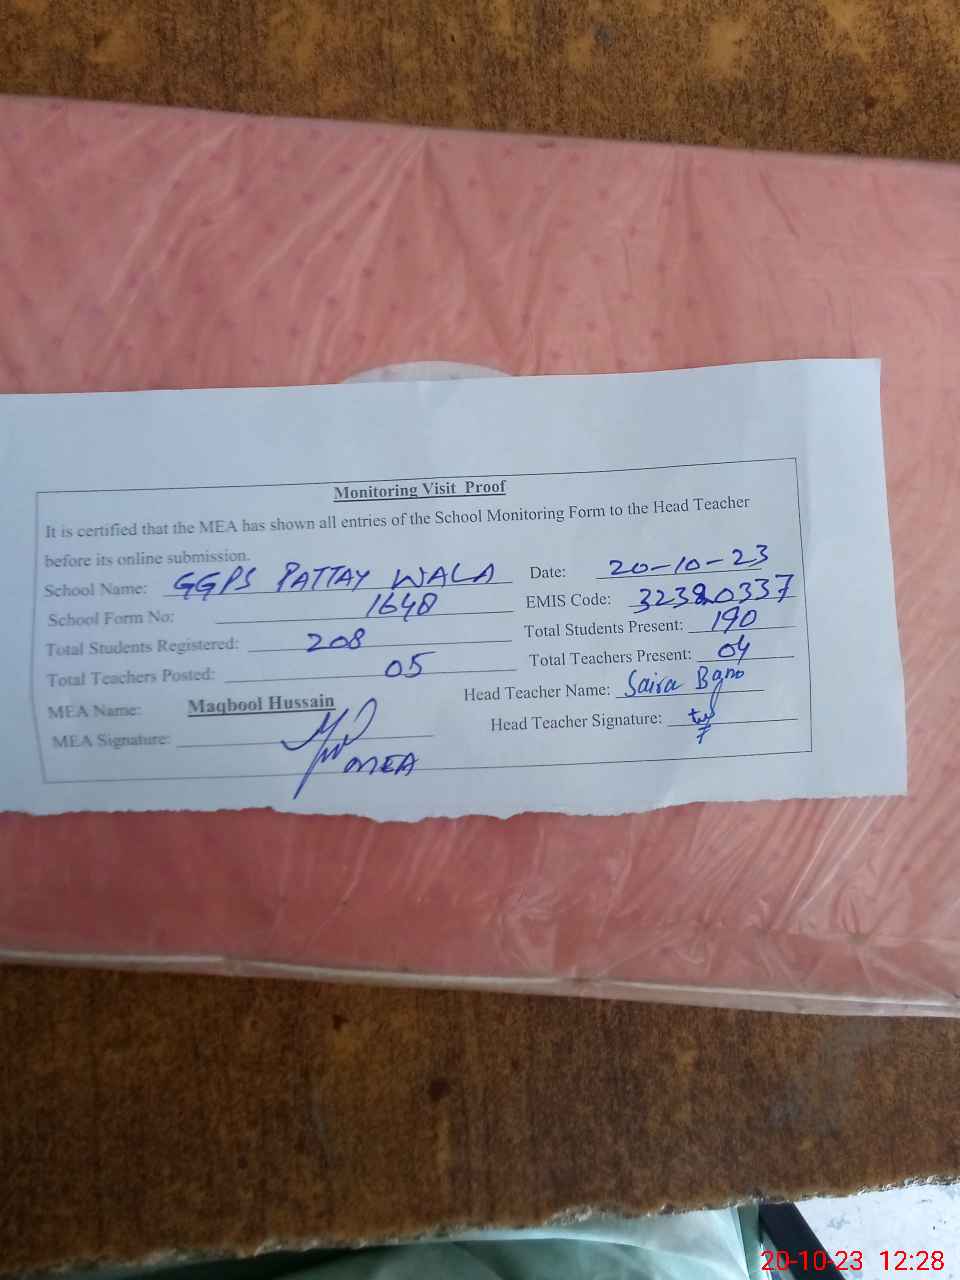 Monitoring Visit Proof
It is certified that the MEA has shown all entries of the School Monitoring Form to the Head Teacher
before its online submission.
School Name: GGPS PATTAY WALA Date: 20-10-23
School Form No: 1648 EMIS Code: 32320337
Total Students Registered: 208 Total Students Present: 190
Total Teachers Posted: 05 Total Teachers Present: 04
MEA Name: Maqbool Hussain Head Teacher Name: Saira Bano
MEA Signature: MEA Head Teacher Signature:
20-10-23 12:28